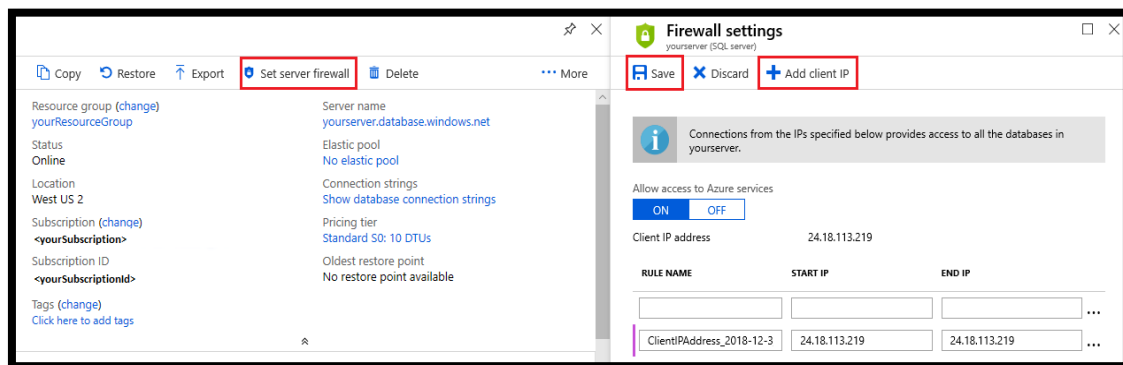 Copy Restore Export Set server firewall Delete ... More
Resource group (change)
yourResourceGroup
Status
Online
Location
West US 2
Subscription (change)
<yourSubscription>
Subscription ID
<yourSubscriptionId>
Tags (change)
Click here to add tags
Server name
yourserver.database.windows.net
Elastic pool
No elastic pool
Connection strings
Show database connection strings
Pricing tier
Standard S0: 10 DTUs
Oldest restore point
No restore point available
Firewall settings
yourserver (SQL server)
Save Discard Add client IP
Connections from the IPs specified below provides access to all the databases in
yourserver.
Allow access to Azure services
ON OFF
Client IP address 24.18.113.219
RULE NAME START IP END IP
...
ClientIPAddress_2018-12-3 24.18.113.219 24.18.113.219 ...